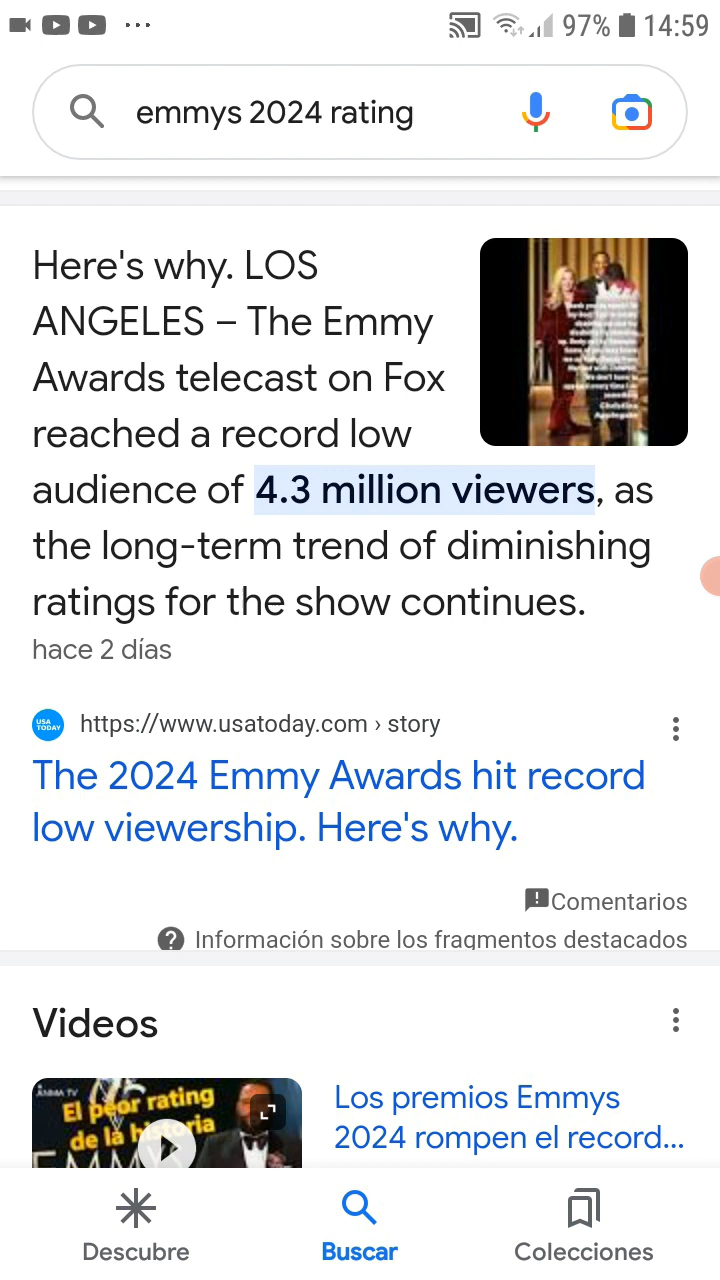 97% 14:59
emmys 2024 rating
Here's why. LOS
ANGELES – The Emmy
Awards telecast on Fox
reached a record low
audience of 4.3 million viewers, as
the long-term trend of diminishing
ratings for the show continues.
hace 2 días
USA TODAY
https://www.usatoday.com › story
The 2024 Emmy Awards hit record
low viewership. Here's why.
Comentarios
Información sobre los fragmentos destacados
Videos
El peor rating
de la historia
EMMY
Los premios Emmys
2024 rompen el record...
Descubre
Buscar
Colecciones